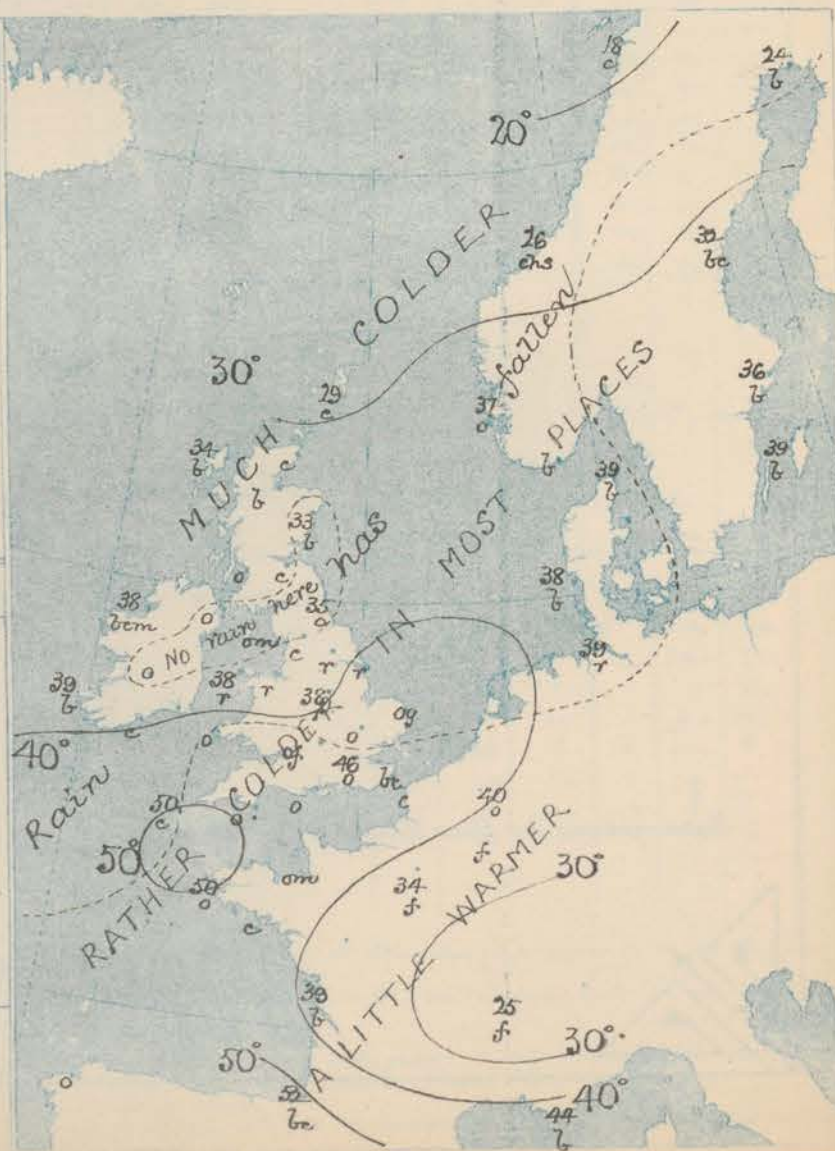 18
c
24
b
20°
26
chs
32
bc
MUCH COLDER
30°
29
c
37
o
36
b
34
b
c
b
b
39
b
39
b
33
b
Rain has fallen
IN MOST PLACES
o
c
38
bcm
o
NO rain here
35
o
om
c
38
b
39
r
o
r
r
39
b
38
r
r
38
40°
c
o
og
o
46
o
bc
c
RATHER COLDER
50
c
o
o
50°
40
o
50
o
om
c
34
f
A LITTLE WARMER
30°
39
b
25
f
30°
50°
40°
o
bc
44
b